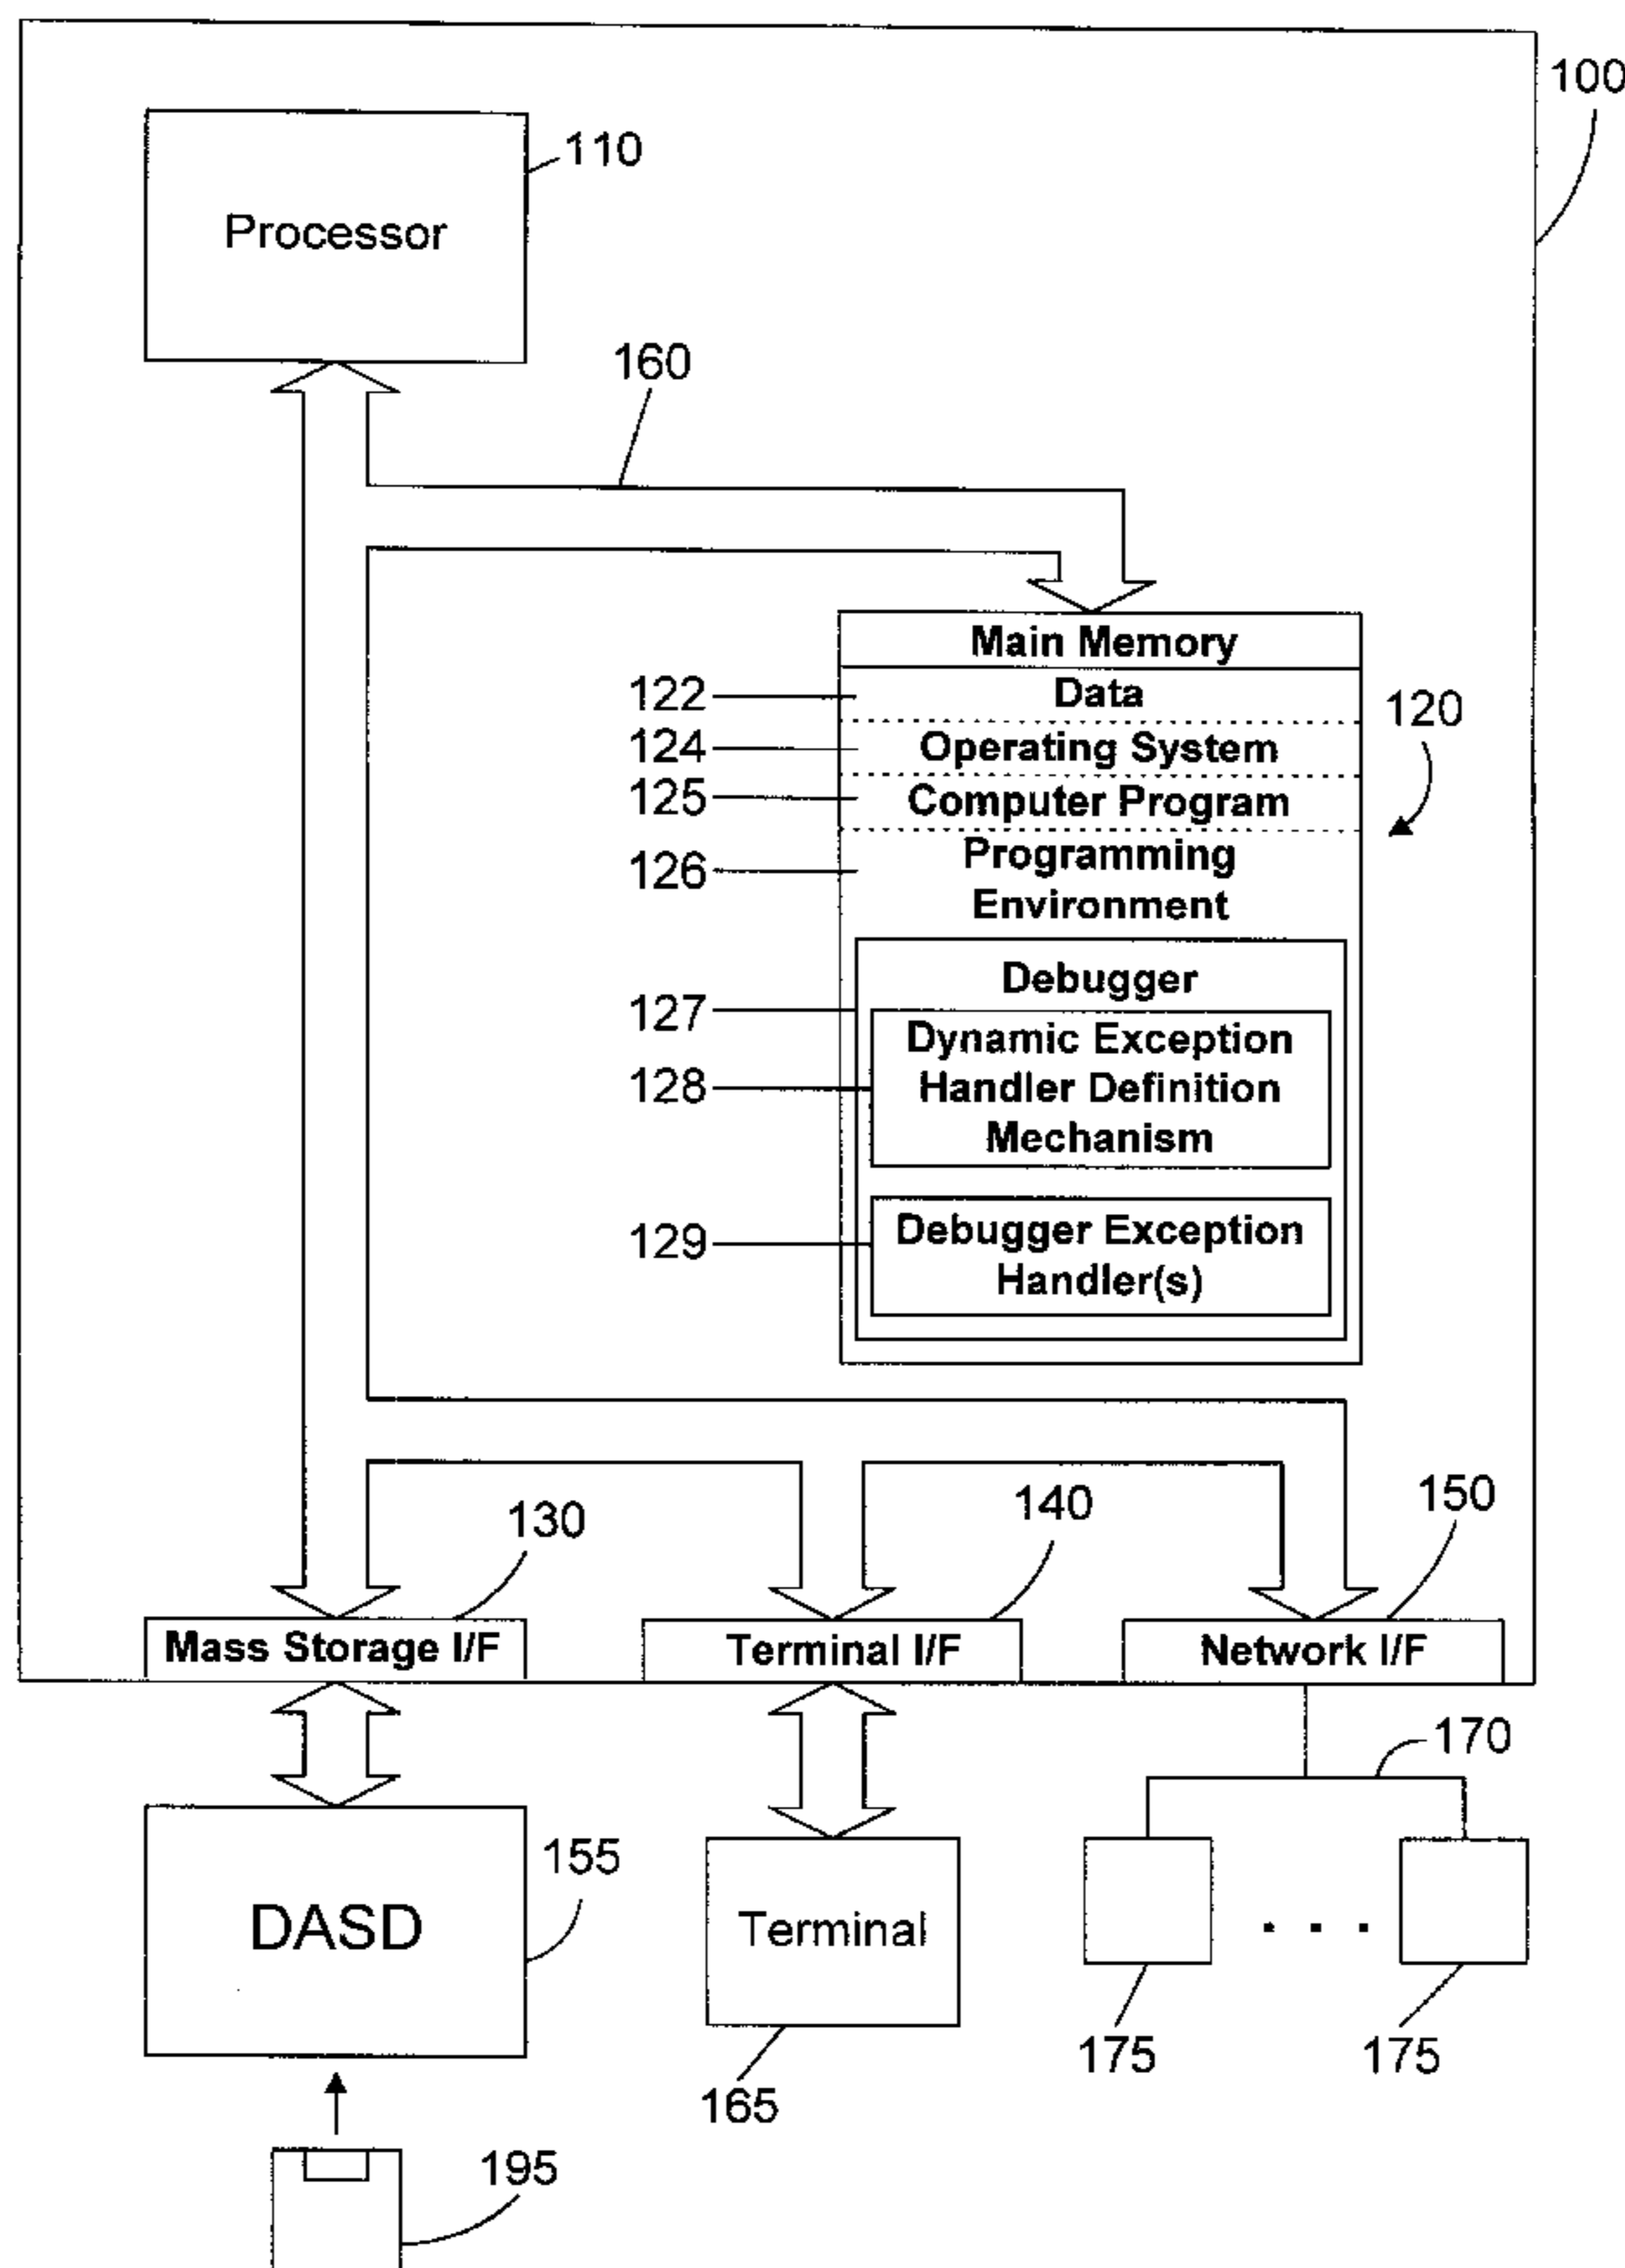 100
110
Processor
160
Main Memory
122
Data
120
124
Operating System
125
Computer Program
126
Programming
Environment
Debugger
127
Dynamic Exception
128
Handler Definition
Mechanism
129
Debugger Exception
Handler(s)
130
140
150
Mass Storage I/F
Terminal I/F
Network I/F
170
155
DASD
Terminal
. . .
175
175
165
195